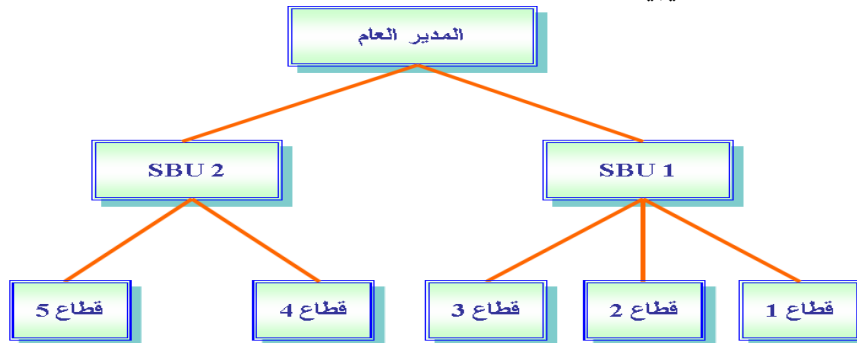 المدير العام
SBU 1
SBU 2
قطاع 1
قطاع 2
قطاع 3
قطاع 4
قطاع 5